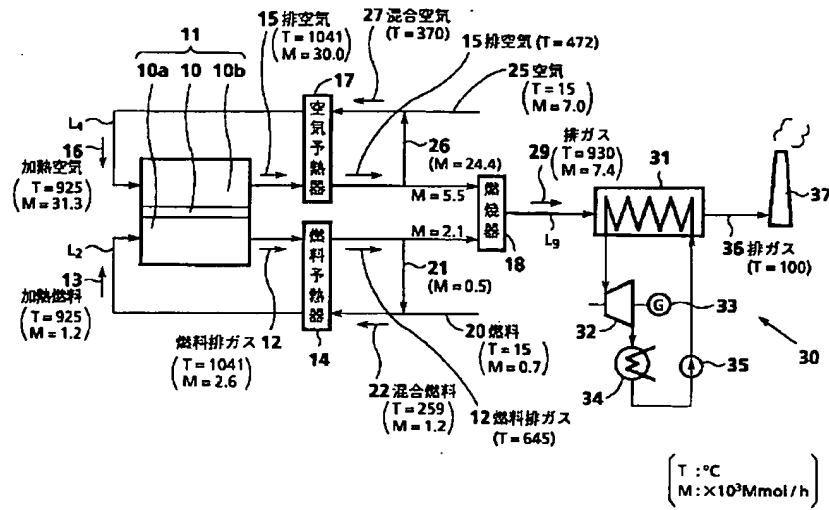 11
10a 10 10b
15 排空気
(T=1041
M=30.0)
27 混合空気
(T=370)
15 排空気 (T=472)
17
25 空気
(T=15
M=7.0)
空気予熱器
L4
16
加熱空気
(T=925
M=31.3)
26
(M=24.4)
M=5.5
29 排ガス
(T=930
M=7.4)
31
37
燃焼器
18
L9
36 排ガス
(T=100)
L2
13
加熱燃料
(T=925
M=1.2)
M=2.1
21
(M=0.5)
燃料予熱器
14
燃料排ガス 12
(T=1041
M=2.6)
20 燃料
(T=15
M=0.7)
22 混合燃料
(T=259
M=1.2)
12 燃料排ガス
(T=645)
32
G
33
34
35
30
(T:℃
M:×10³Mmol/h)